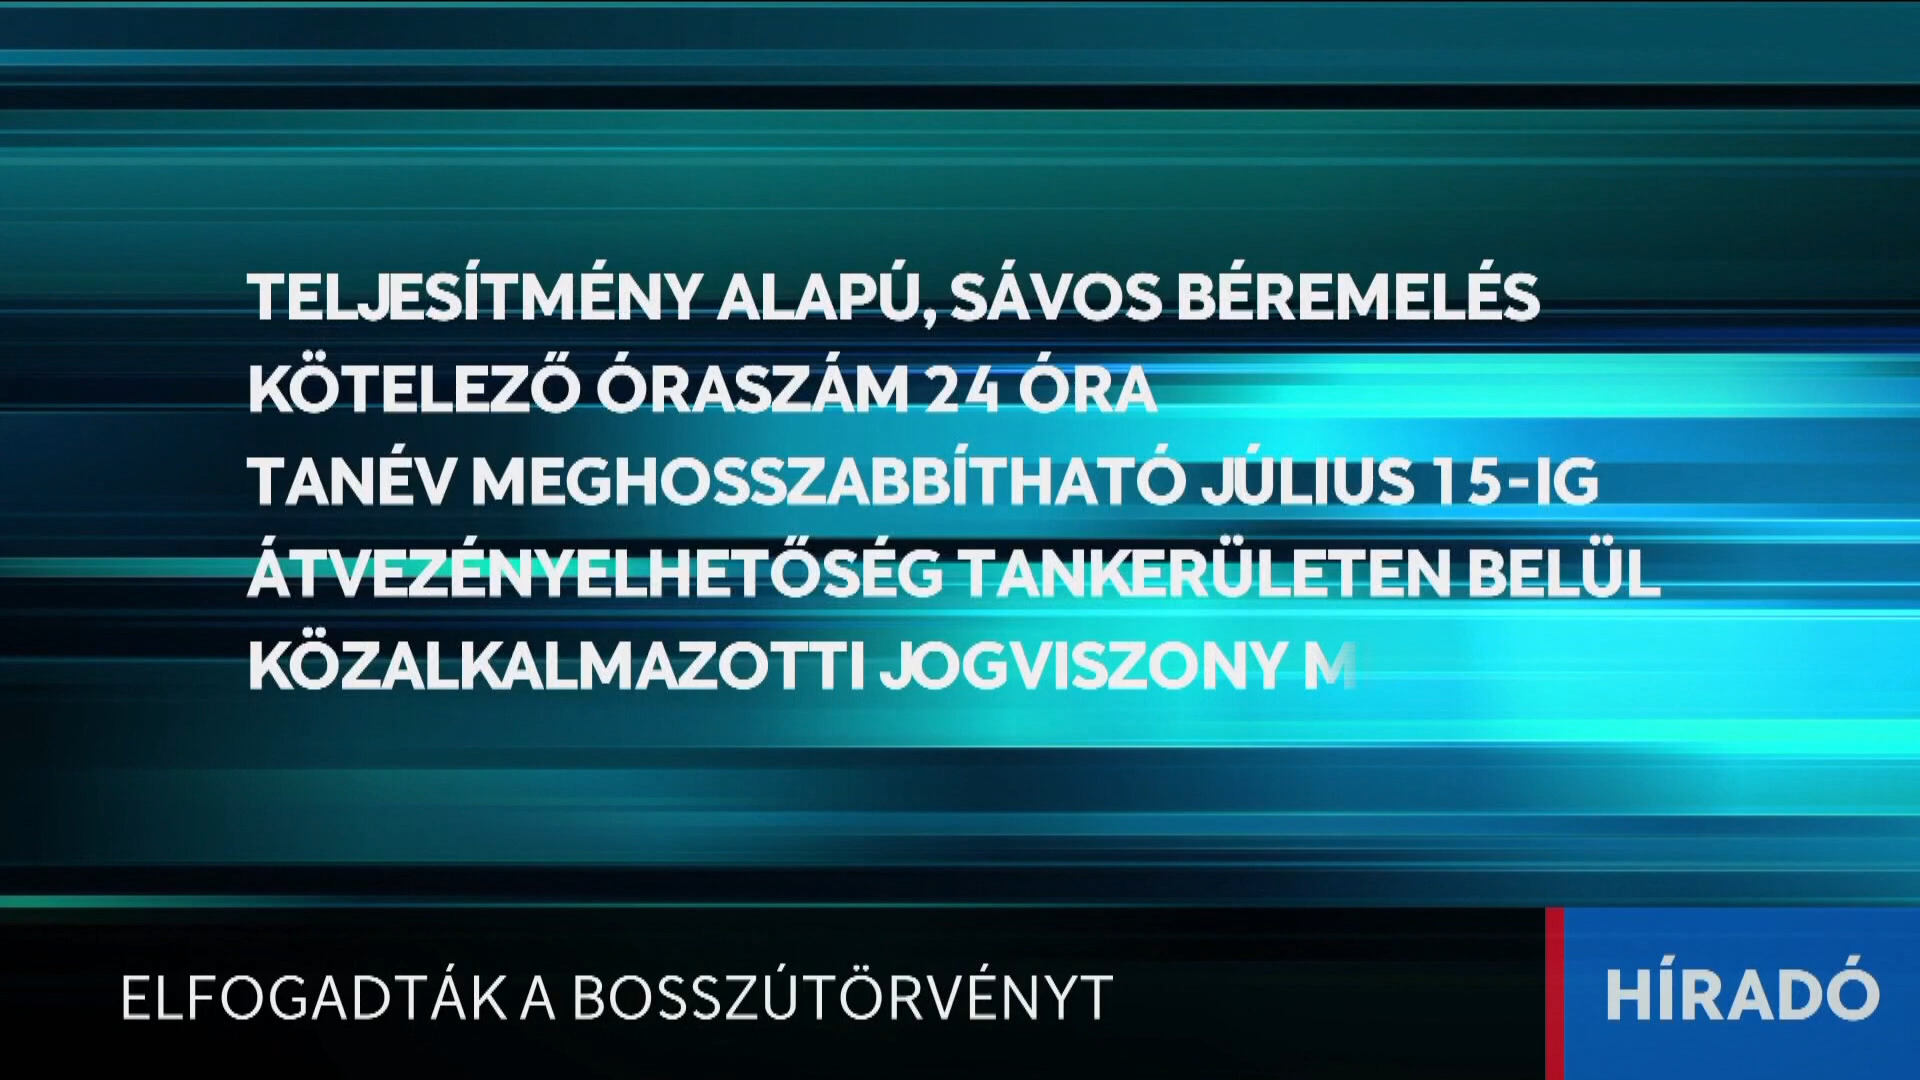 TELJESÍTMÉNY ALAPÚ, SÁVOS BÉREMELÉS
KÖTELEZŐ ÓRASZÁM 24 ÓRA
TANÉV MEGHOSSZABBÍTHATÓ JÚLIUS 15-IG
ÁTVEZÉNYELHETŐSÉG TANKERÜLETEN BELÜL
KÖZALKALMAZOTTI JOGVISZONY M
ELFOGADTÁK A BOSSZÚTÖRVÉNYT
HÍRADÓ